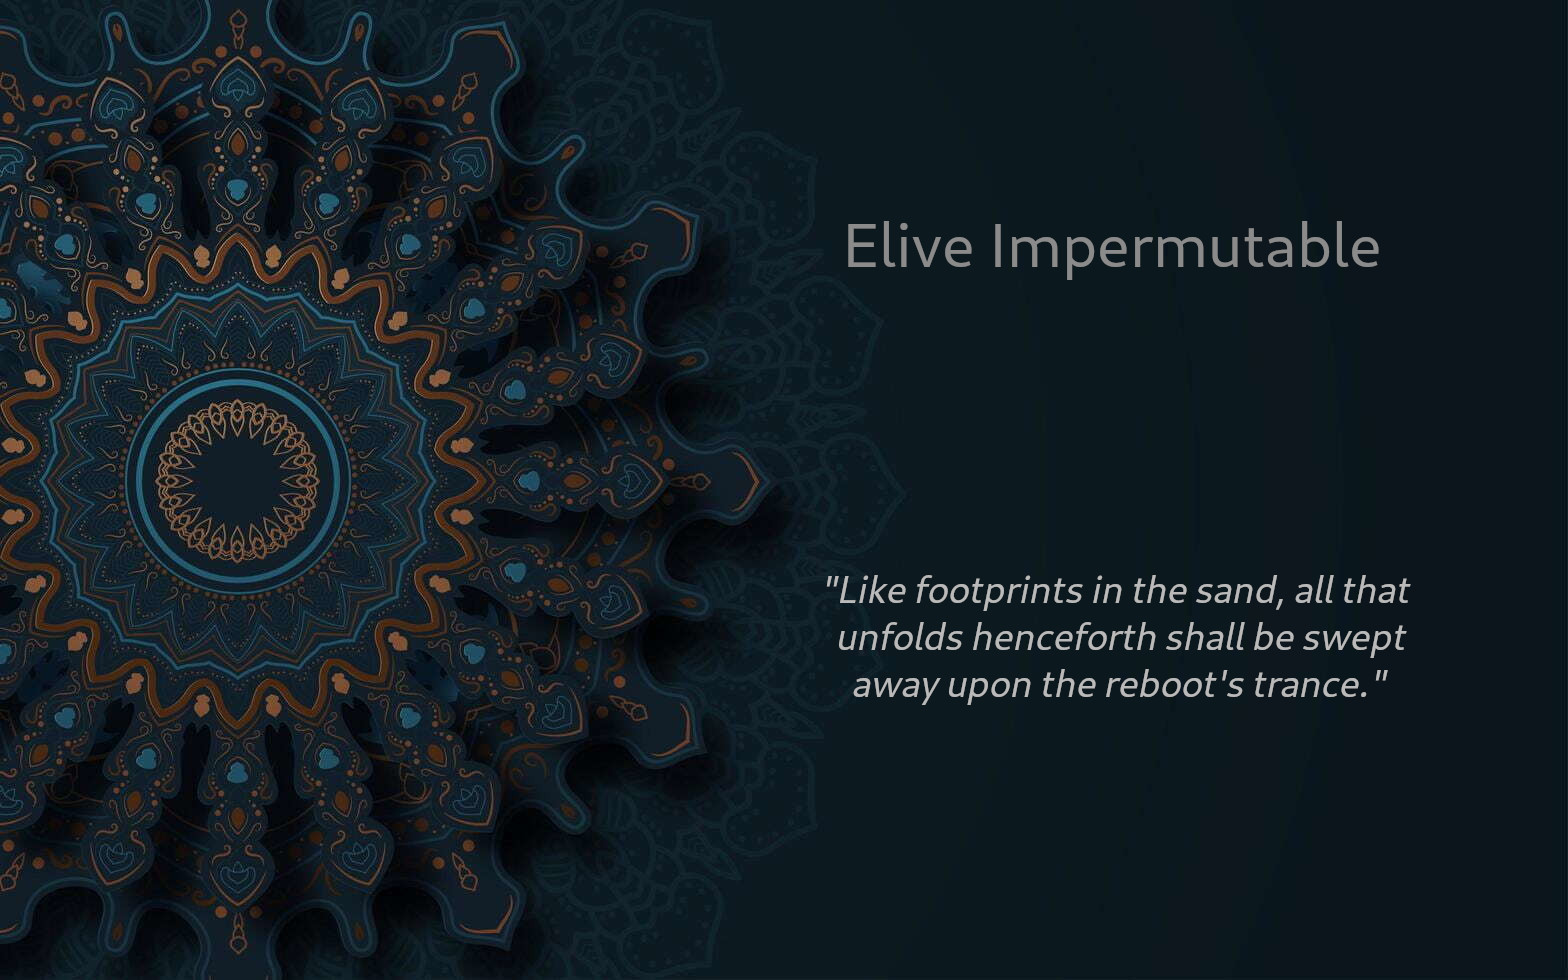 Elive Impermutable
"Like footprints in the sand, all that
unfolds henceforth shall be swept
away upon the reboot's trance."